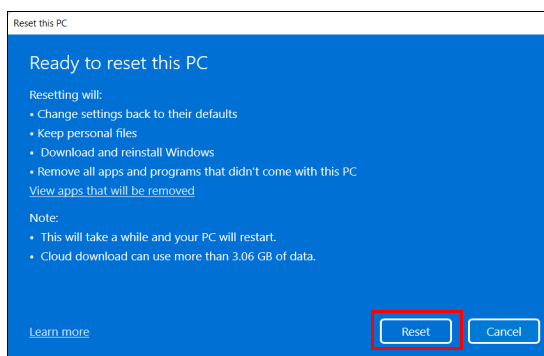 Reset this PC
Ready to reset this PC
Resetting will:
• Change settings back to their defaults
• Keep personal files
• Download and reinstall Windows
• Remove all apps and programs that didn't come with this PC
View apps that will be removed
Note:
• This will take a while and your PC will restart.
• Cloud download can use more than 3.06 GB of data.
Learn more
Reset
Cancel